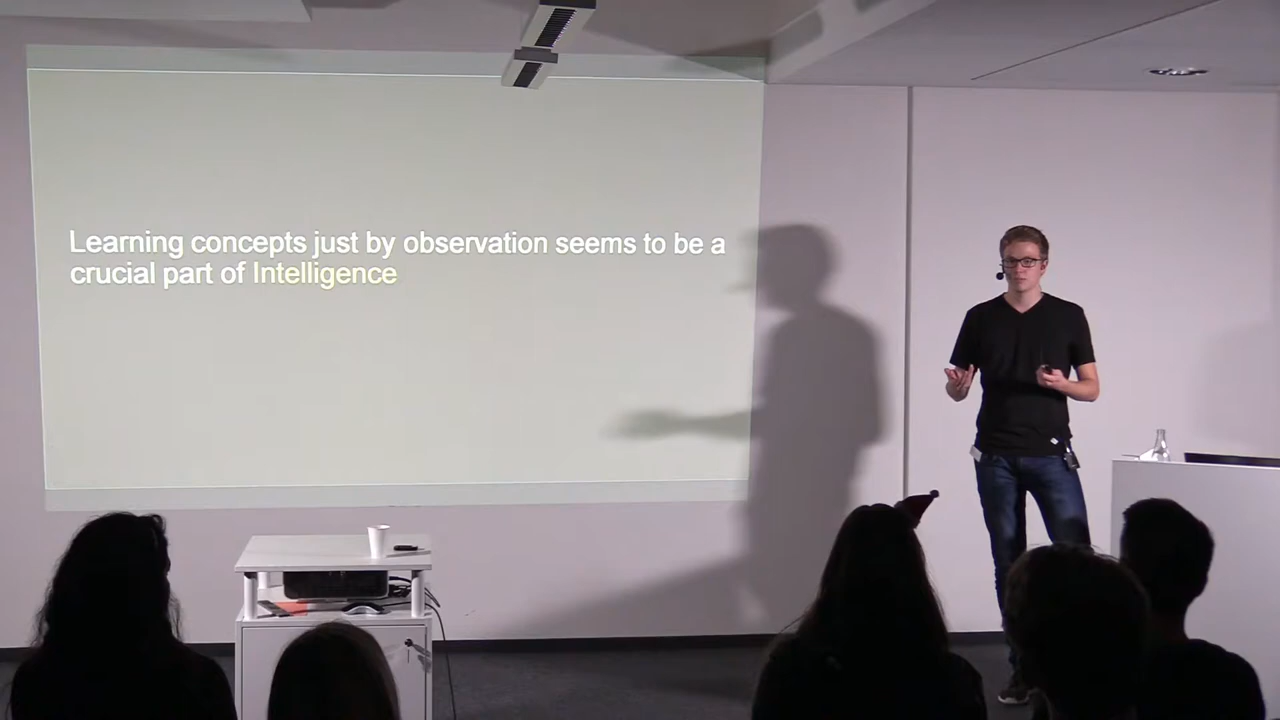 Learning concepts just by observation seems to be a
crucial part of Intelligence